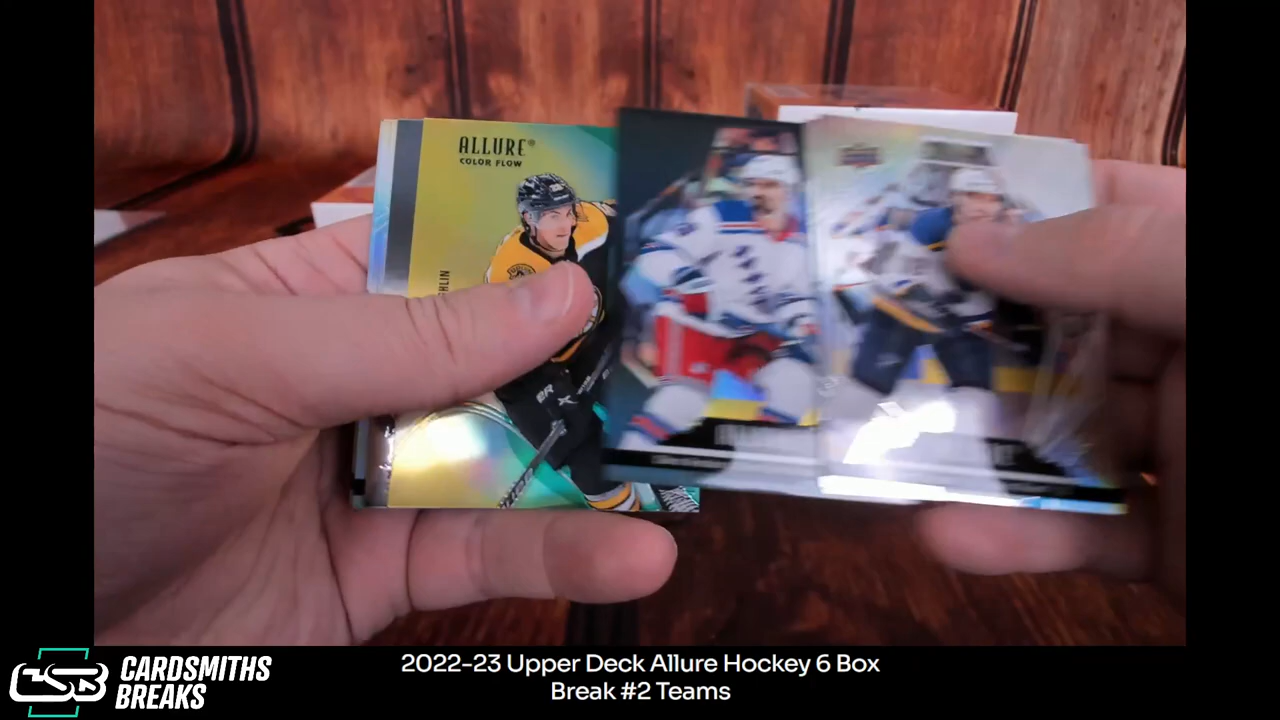 ALLURE®
COLOR FLOW
CSB CARDSMITHS
BREAKS
2022-23 Upper Deck Allure Hockey 6 Box
Break #2 Teams